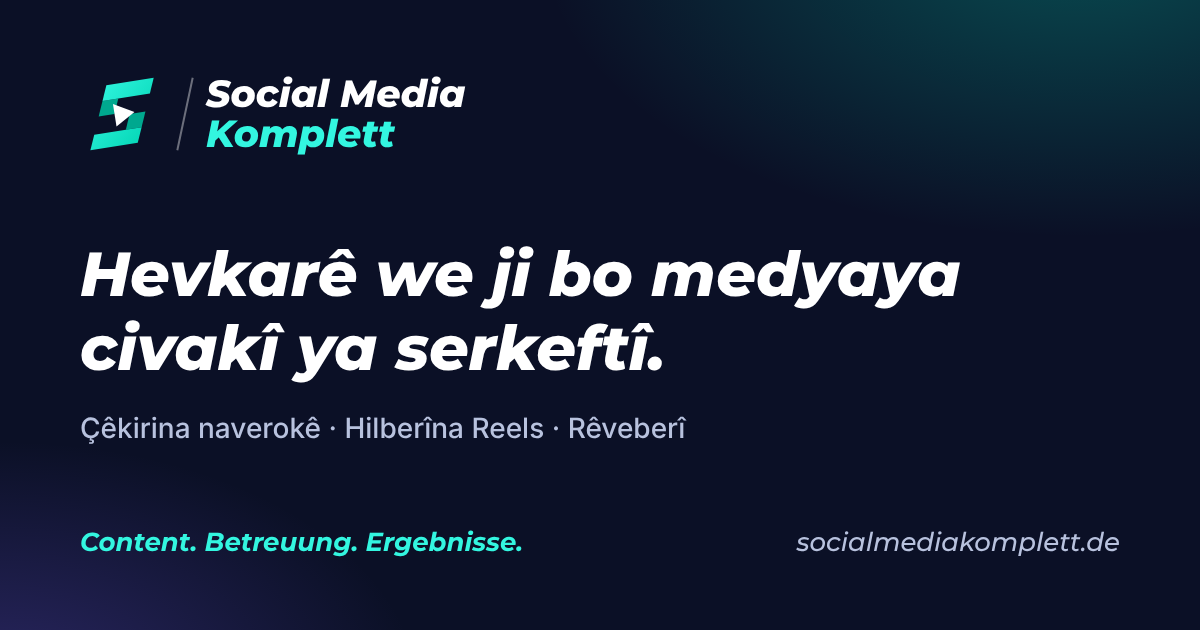 Social Media
Komplett
Hevkarê we ji bo medyaya
civakî ya serkeftî.
Çêkirina naverokê · Hilberîna Reels · Rêveberî
Content. Betreuung. Ergebnisse.
socialmediakomplett.de